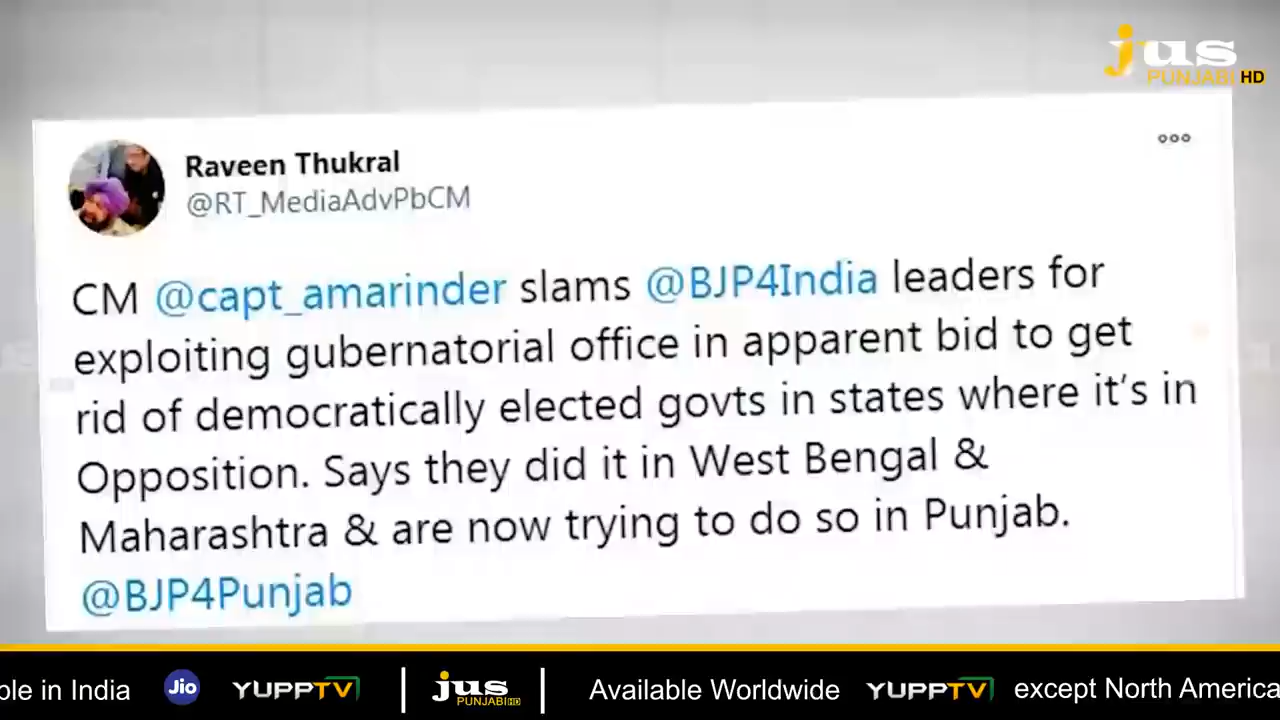 jus
PUNJABI HD
Raveen Thukral
@RT_MediaAdvPbCM
CM @capt_amarinder slams @BJP4India leaders for
exploiting gubernatorial office in apparent bid to get
rid of democratically elected govts in states where it’s in
Opposition. Says they did it in West Bengal &
Maharashtra & are now trying to do so in Punjab.
@BJP4Punjab
ble in India Jio YUPPTV | jus PUNJABI HD | Available Worldwide YUPPTV except North America